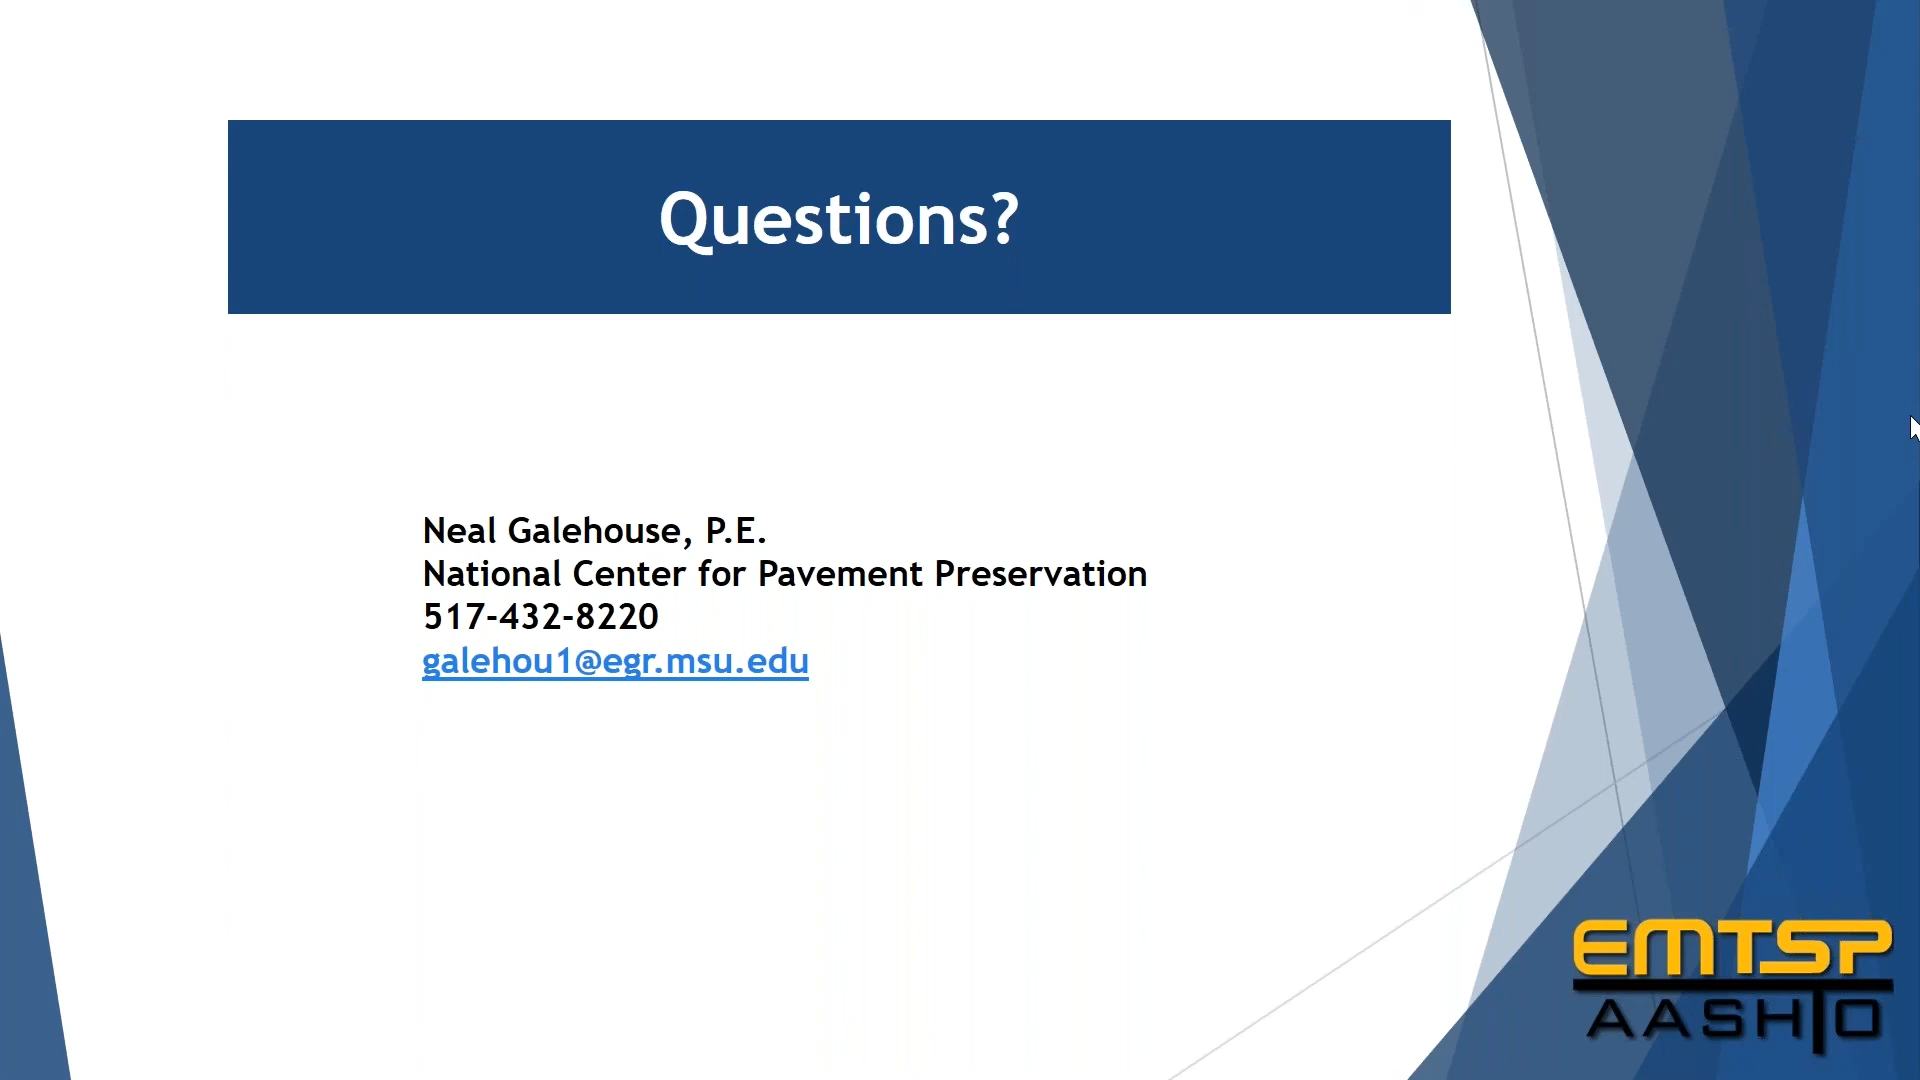 Questions?
Neal Galehouse, P.E.
National Center for Pavement Preservation
517-432-8220
galehou1@egr.msu.edu
EMTSP
AASHTO